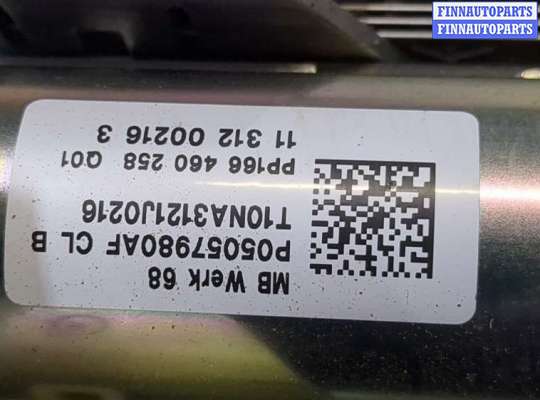 FINNAUTOPARTS
FINNAUTOPARTS
MB Werk 68
P05057980AF CL B
T10NA3121J0216
PP166 460 258 Q01
11 312 00216 3